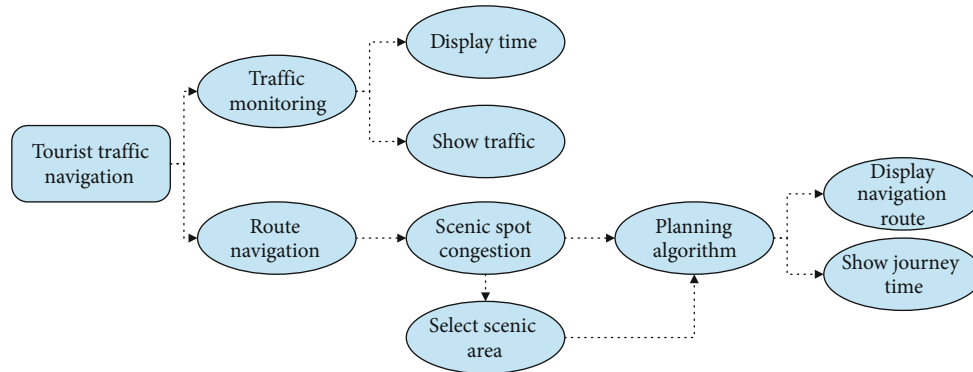 Tourist traffic
navigation
Traffic
monitoring
Display time
Show traffic
Route
navigation
Scenic spot
congestion
Select scenic
area
Planning
algorithm
Display
navigation
route
Show journey
time